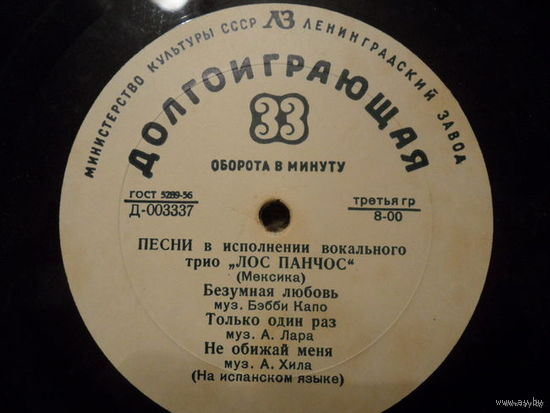 МИНИСТЕРСТВО КУЛЬТУРЫ СССР ЛЗ ЛЕНИНГРАДСКИЙ ЗАВОД
ДОЛГОИГРАЮЩАЯ
33
ОБОРОТА В МИНУТУ
ГОСТ 5289-56
Д-003337
третья гр
8-00
ПЕСНИ в исполнении вокального
трио „ЛОС ПАНЧОС“
(Мексика)
Безумная любовь
муз. Бэбби Капо
Только один раз
муз. А. Лара
Не обижай меня
муз. А. Хила
(На испанском языке)